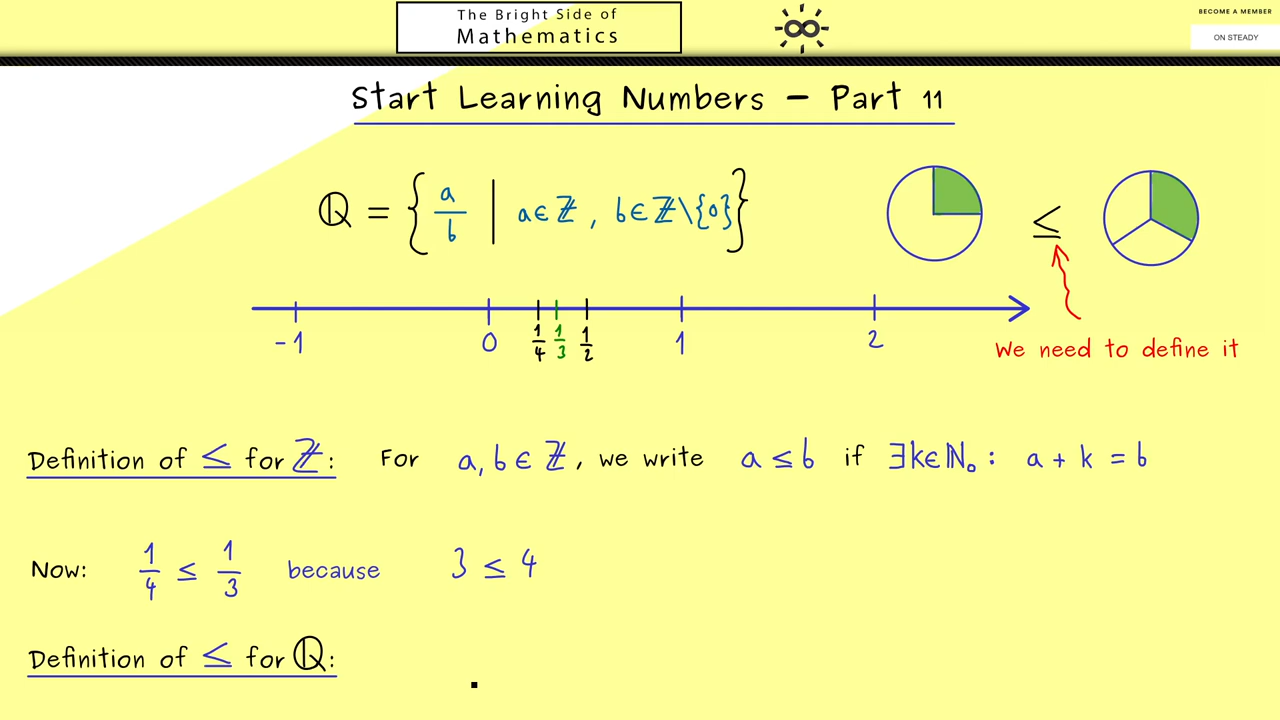 The Bright Side of
Mathematics
BECOME A MEMBER
ON STEADY
Start Learning Numbers – Part 11
ℚ = { a/b | a ∈ ℤ , b ∈ ℤ\{0} }
≤
-1 0 1/4 1/3 1/2 1 2
We need to define it
Definition of ≤ for ℤ: For a, b ∈ ℤ, we write a ≤ b if ∃k∈ℕ₀ : a + k = b
Now: 1/4 ≤ 1/3 because 3 ≤ 4
Definition of ≤ for ℚ: